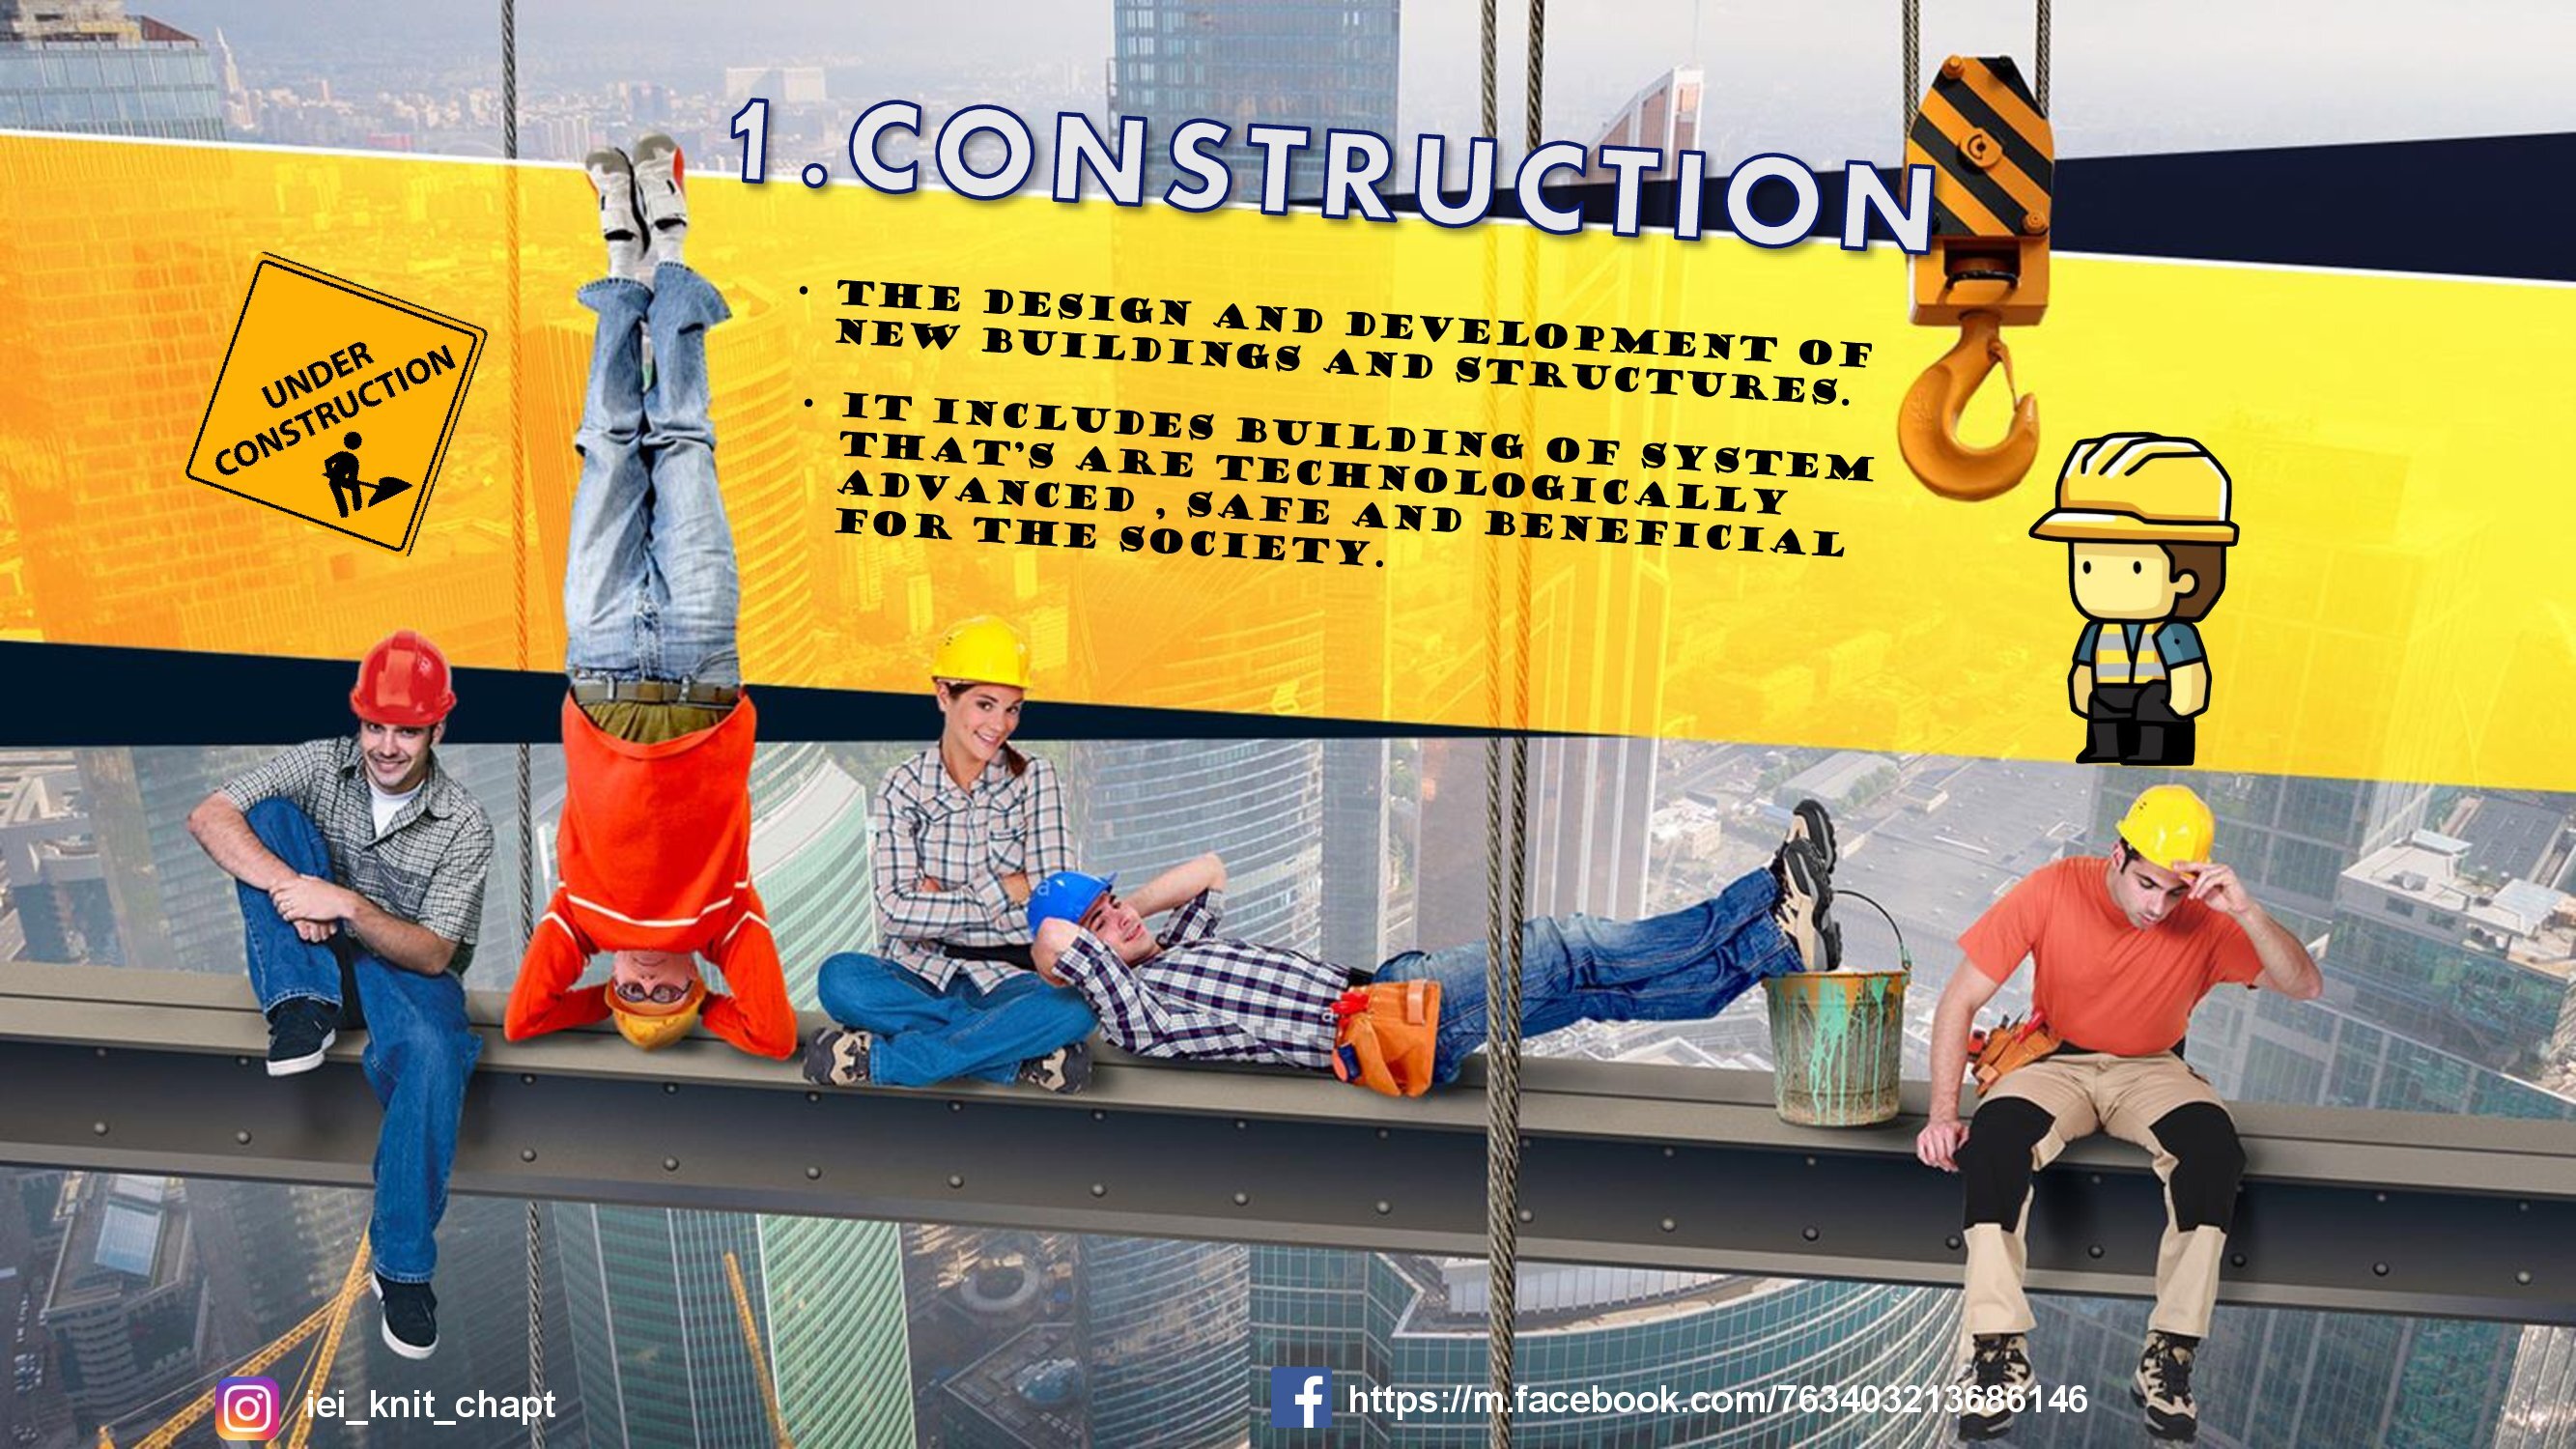 1.CONSTRUCTION
• THE DESIGN AND DEVELOPMENT OF
NEW BUILDINGS AND STRUCTURES.
• IT INCLUDES BUILDING OF SYSTEM
THAT'S ARE TECHNOLOGICALLY
ADVANCED , SAFE AND BENEFICIAL
FOR THE SOCIETY.
UNDER
CONSTRUCTION
iei_knit_chapt
https://m.facebook.com/763403213686146